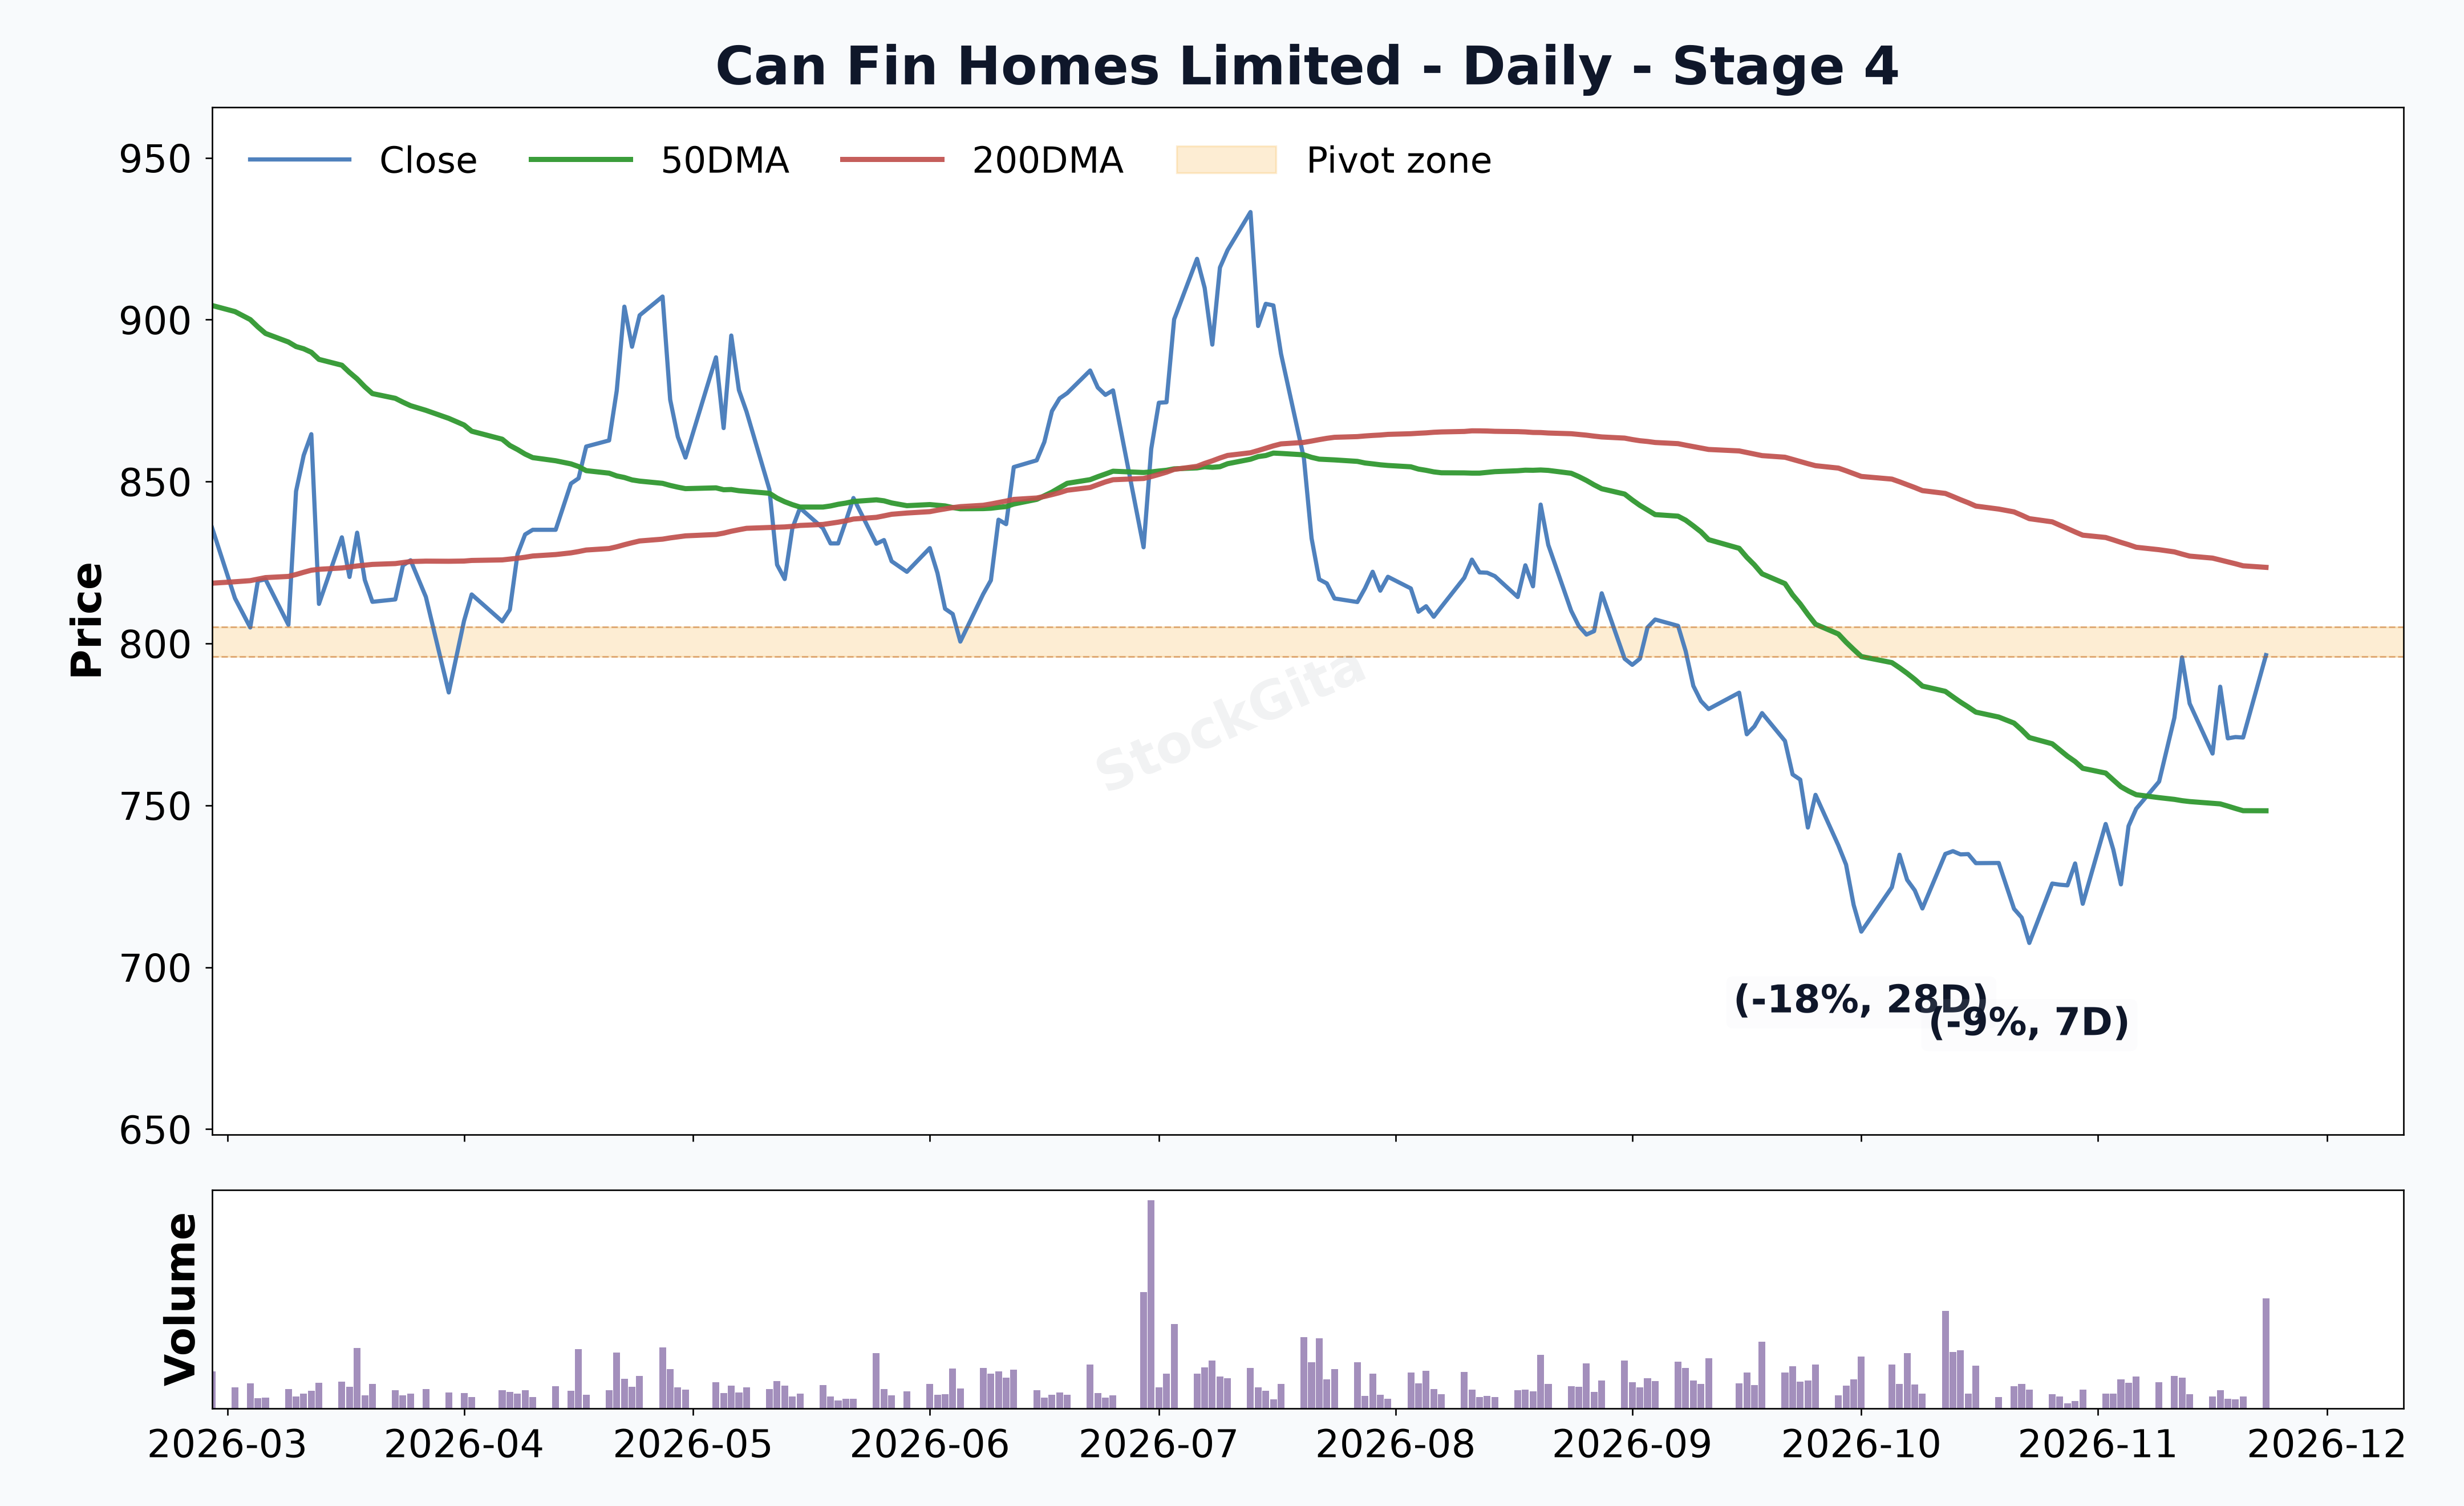 Can Fin Homes Limited - Daily - Stage 4
Close 50DMA 200DMA Pivot zone
Price
950
900
850
800
750
700
650
StockGita
(-18%, 28D)
(-9%, 7D)
Volume
2026-03 2026-04 2026-05 2026-06 2026-07 2026-08 2026-09 2026-10 2026-11 2026-12